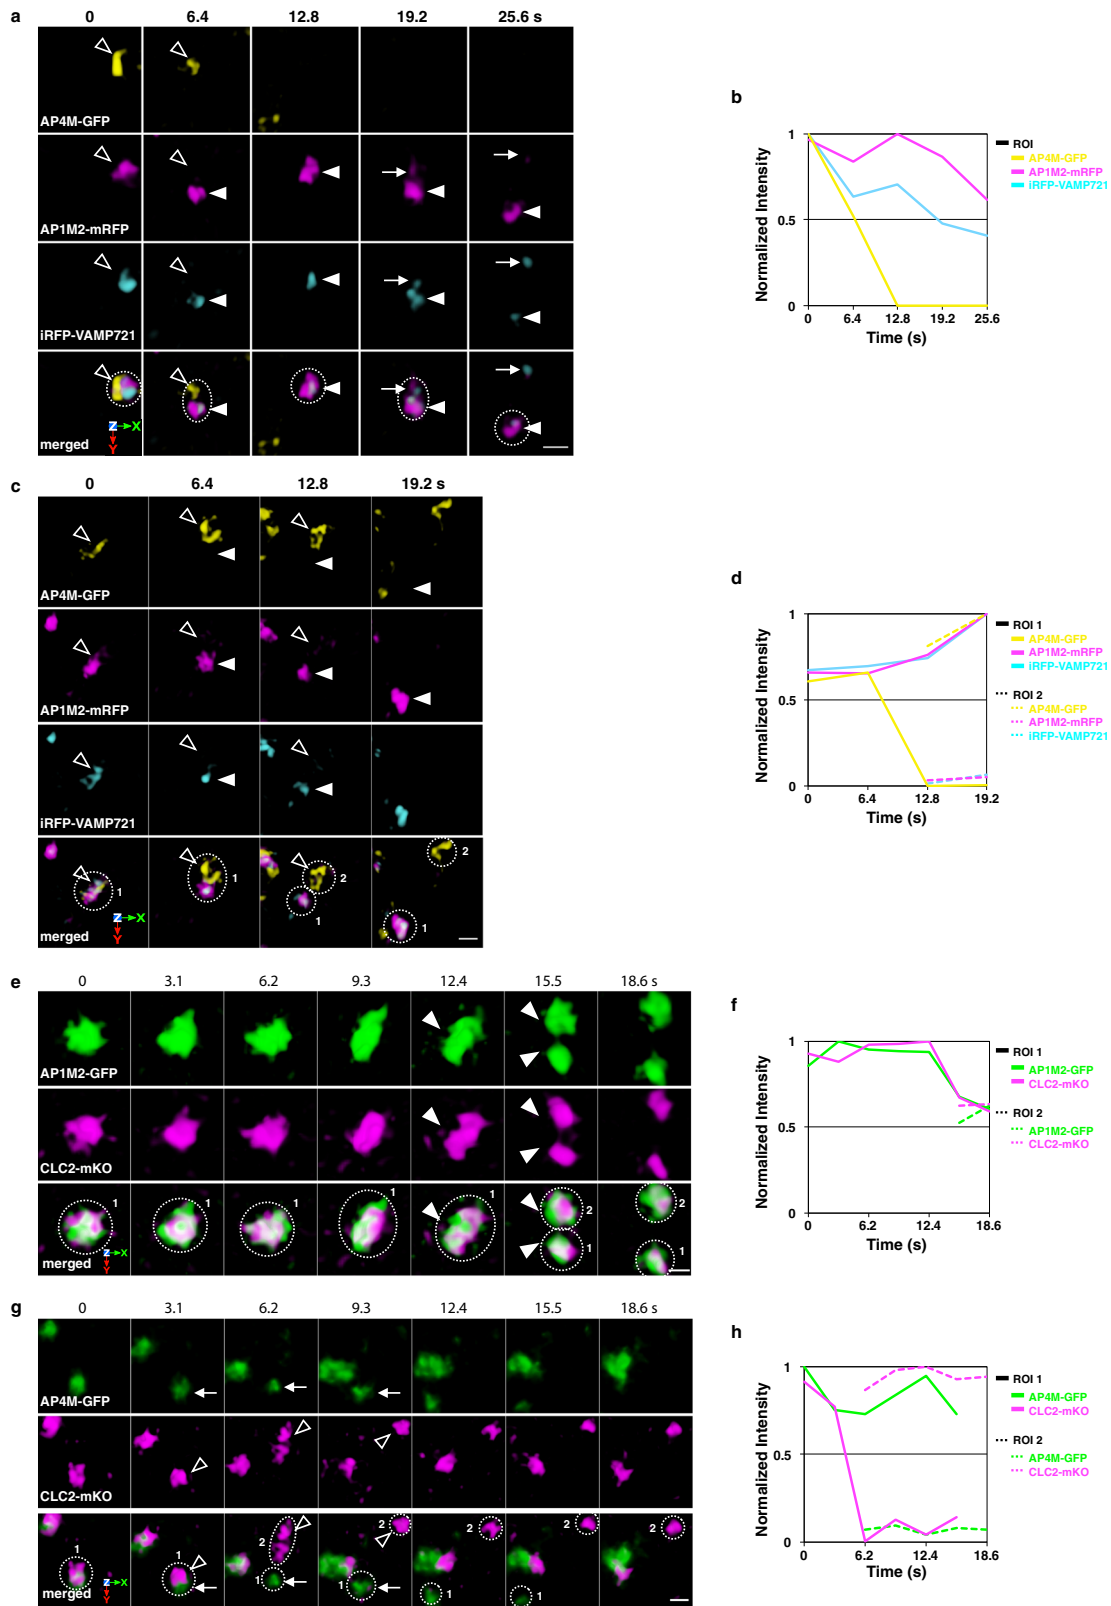 a
0 6.4 12.8 19.2 25.6 s
AP4M-GFP
AP1M2-mRFP
iRFP-VAMP721
merged
Z X
Y
b
Normalized Intensity
1
0.5
0
0 6.4 12.8 19.2 25.6
Time (s)
ROI
AP4M-GFP
AP1M2-mRFP
iRFP-VAMP721
c
0 6.4 12.8 19.2 s
AP4M-GFP
AP1M2-mRFP
iRFP-VAMP721
1 1 2 1 2 1
merged
Z X
Y
d
Normalized Intensity
1
0.5
0
0 6.4 12.8 19.2
Time (s)
ROI 1
AP4M-GFP
AP1M2-mRFP
iRFP-VAMP721
ROI 2
AP4M-GFP
AP1M2-mRFP
iRFP-VAMP721
e
0 3.1 6.2 9.3 12.4 15.5 18.6 s
AP1M2-GFP
CLC2-mKO
1 1 1 1 1 2 1 2 1
merged
Z X
Y
f
Normalized Intensity
1
0.5
0
0 6.2 12.4 18.6
Time (s)
ROI 1
AP1M2-GFP
CLC2-mKO
ROI 2
AP1M2-GFP
CLC2-mKO
g
0 3.1 6.2 9.3 12.4 15.5 18.6 s
AP4M-GFP
CLC2-mKO
1 1 2 1 2 1 2 1 2 1 2
merged
Z X
Y
h
Normalized Intensity
1
0.5
0
0 6.2 12.4 18.6
Time (s)
ROI 1
AP4M-GFP
CLC2-mKO
ROI 2
AP4M-GFP
CLC2-mKO